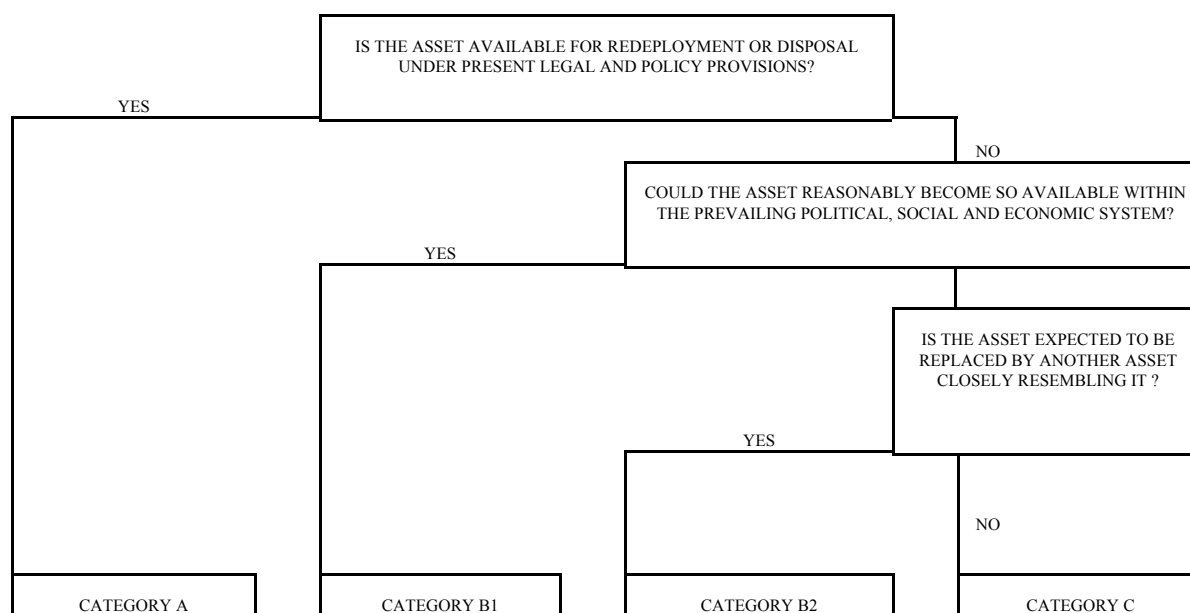 IS THE ASSET AVAILABLE FOR REDEPLOYMENT OR DISPOSAL
UNDER PRESENT LEGAL AND POLICY PROVISIONS?
YES
NO
COULD THE ASSET REASONABLY BECOME SO AVAILABLE WITHIN
THE PREVAILING POLITICAL, SOCIAL AND ECONOMIC SYSTEM?
YES
IS THE ASSET EXPECTED TO BE
REPLACED BY ANOTHER ASSET
CLOSELY RESEMBLING IT ?
YES
NO
CATEGORY A
CATEGORY B1
CATEGORY B2
CATEGORY C